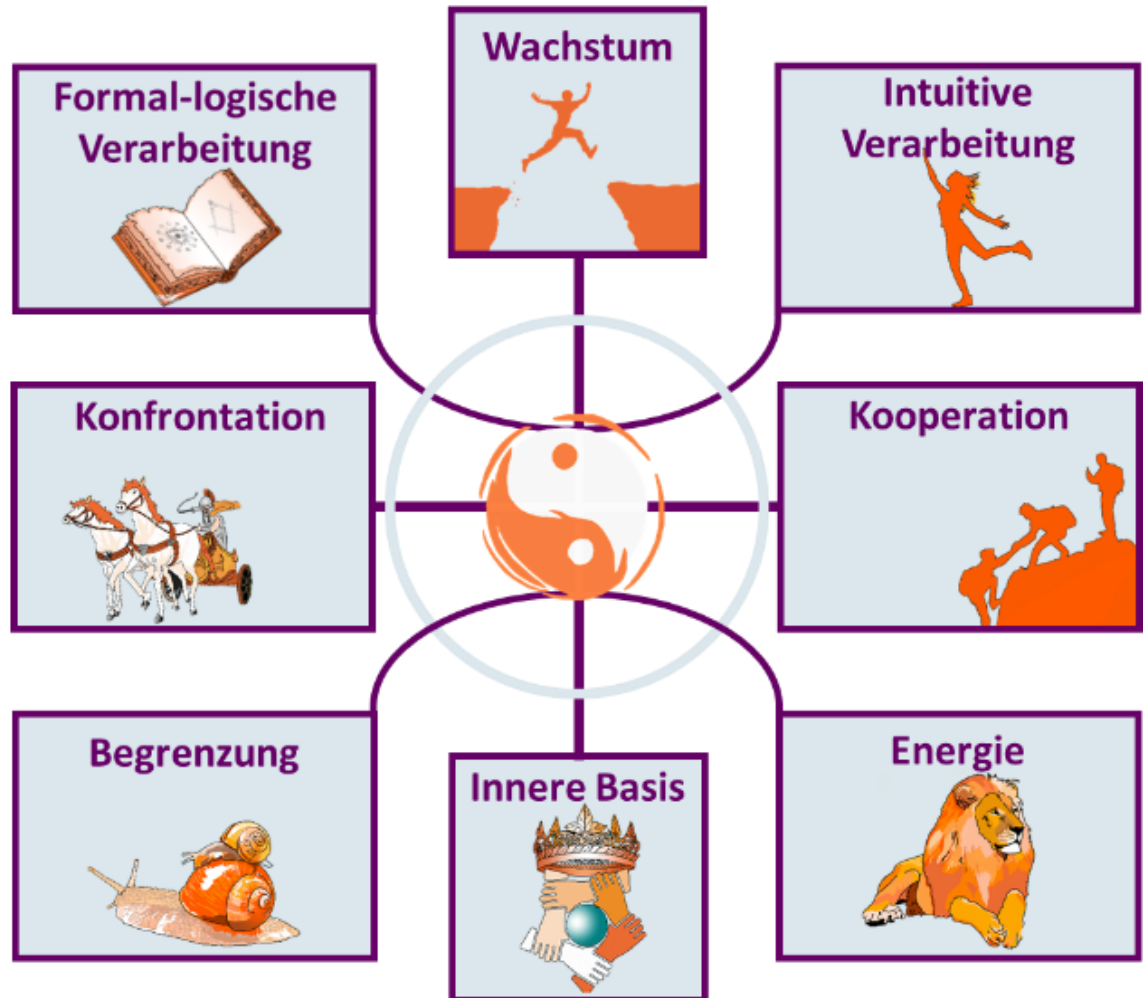 Formal-logische
Verarbeitung
Wachstum
Intuitive
Verarbeitung
Konfrontation
Kooperation
Begrenzung
Innere Basis
Energie